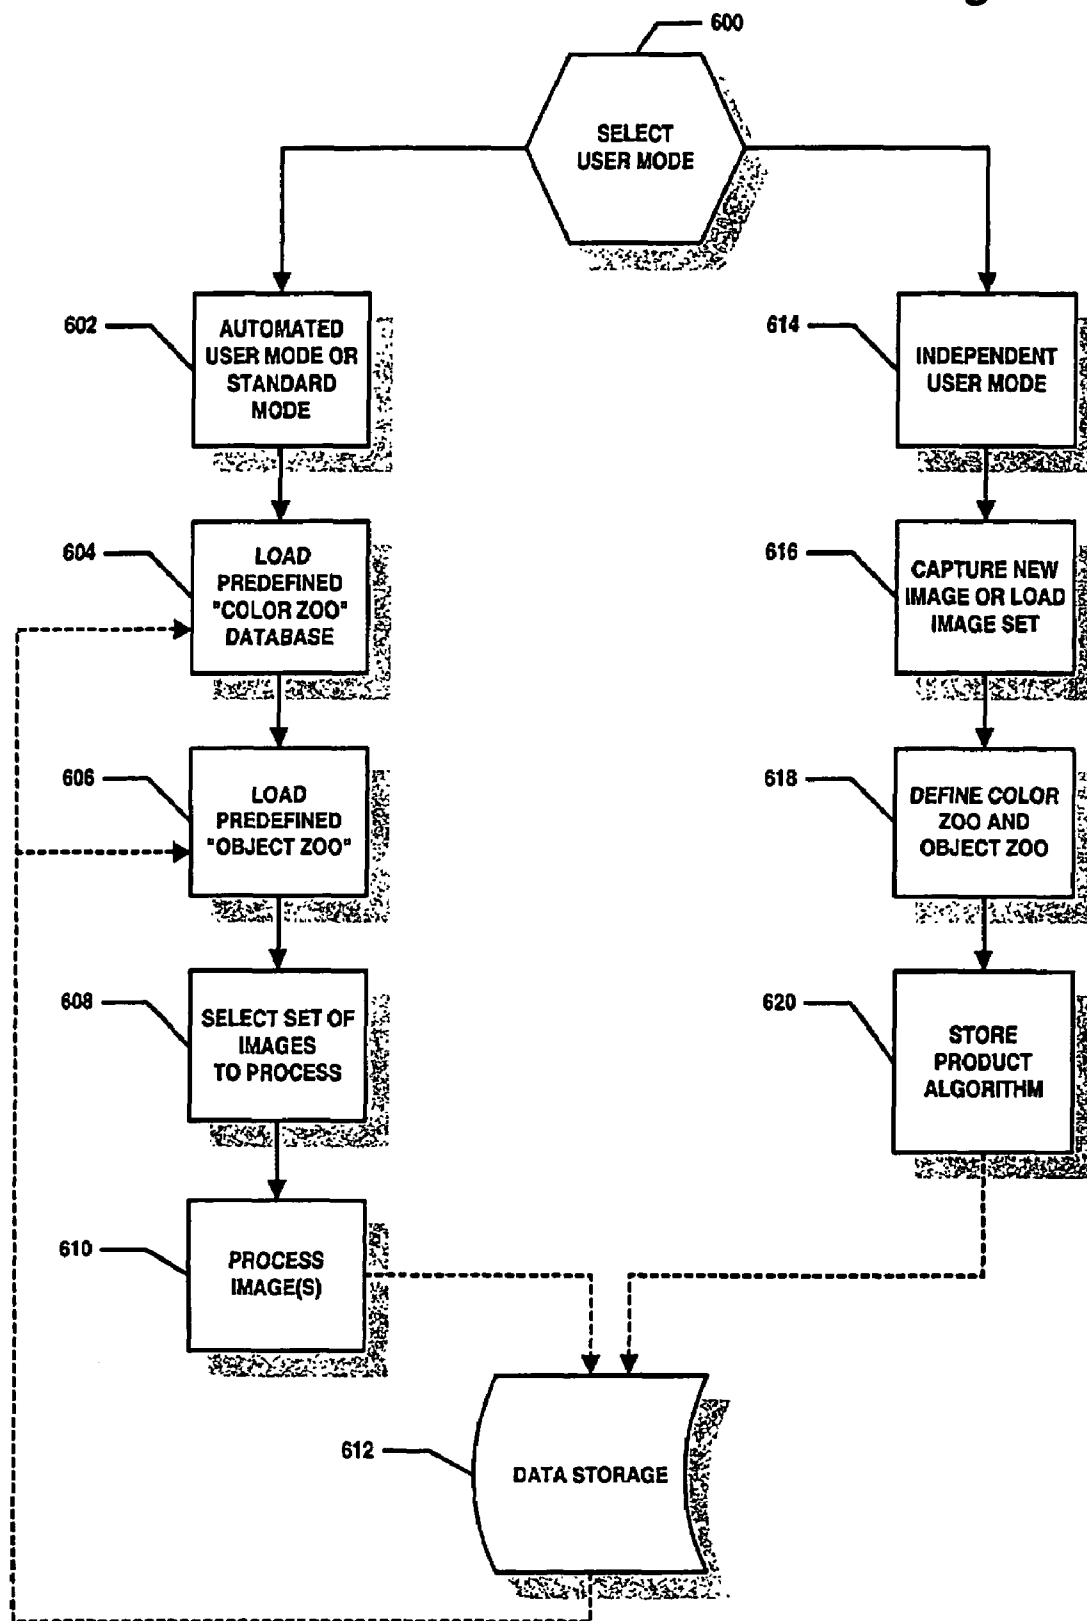 600
SELECT
USER MODE
602
AUTOMATED
USER MODE OR
STANDARD
MODE
614
INDEPENDENT
USER MODE
604
LOAD
PREDEFINED
"COLOR ZOO"
DATABASE
616
CAPTURE NEW
IMAGE OR LOAD
IMAGE SET
606
LOAD
PREDEFINED
"OBJECT ZOO"
618
DEFINE COLOR
ZOO AND
OBJECT ZOO
608
SELECT SET OF
IMAGES
TO PROCESS
620
STORE
PRODUCT
ALGORITHM
610
PROCESS
IMAGE(S)
612
DATA STORAGE